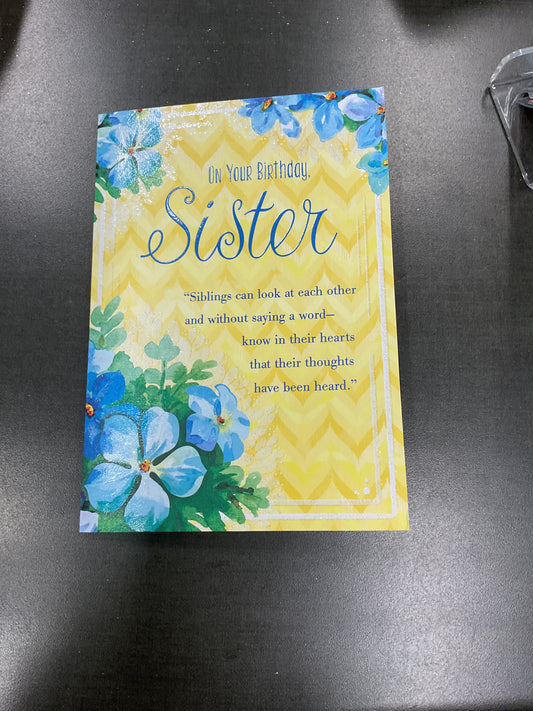 On Your Birthday,
Sister
“Siblings can look at each other
and without saying a word—
know in their hearts
that their thoughts
have been heard.”